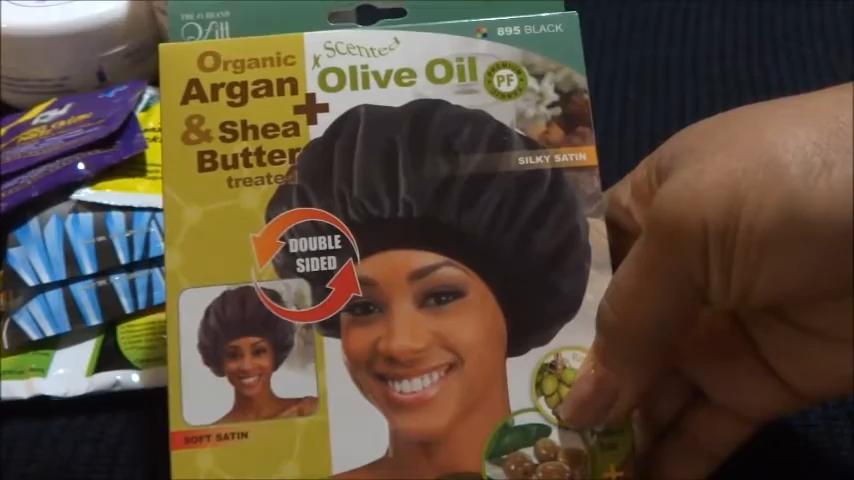 895 BLACK
Scented
Organic
Argan +
& Shea
Butter
treated
Olive Oil
PF
SILKY SATIN
DOUBLE
SIDED
SOFT SATIN